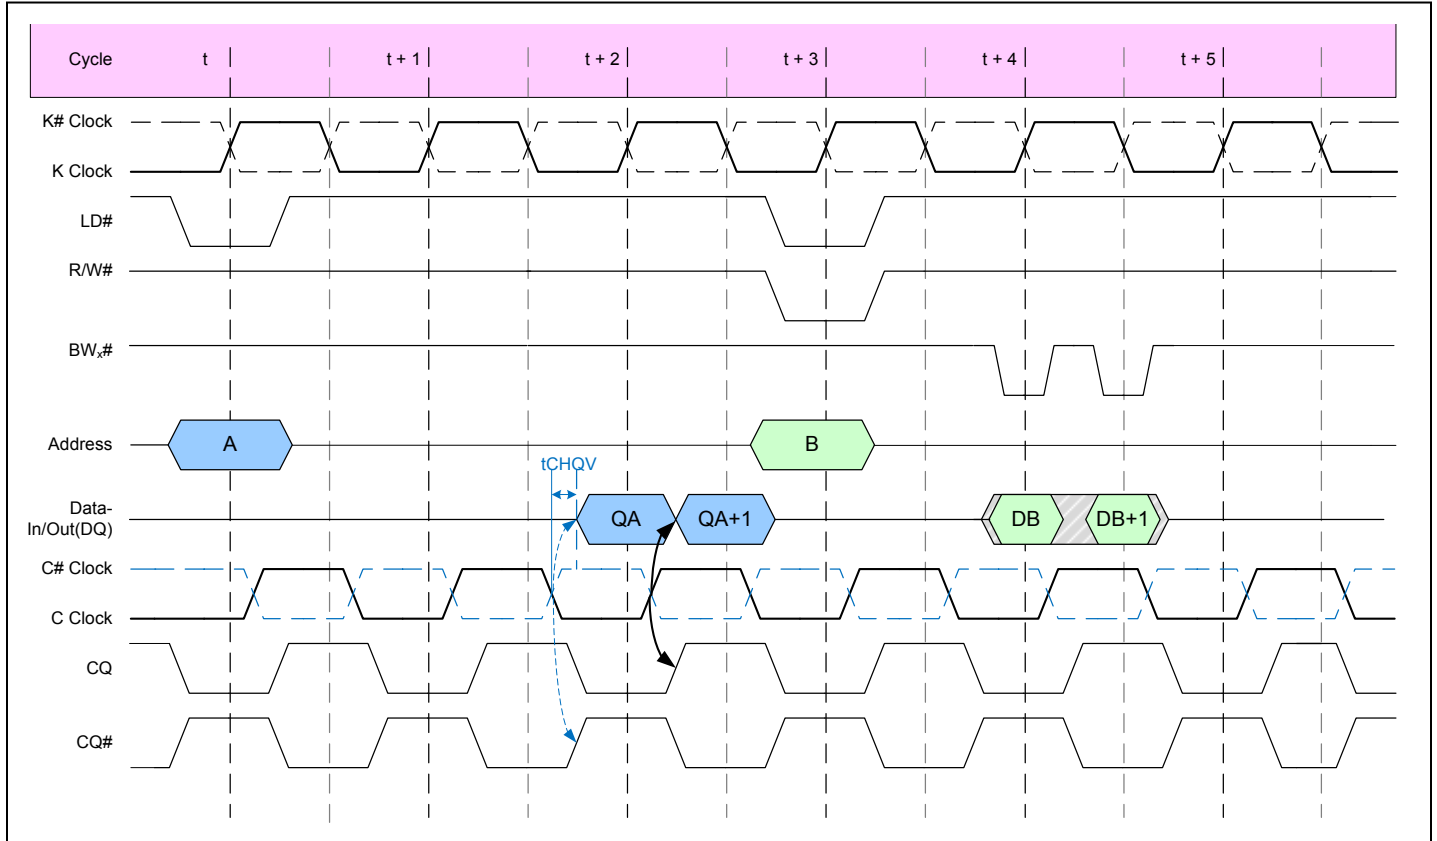 Cycle t t + 1 t + 2 t + 3 t + 4 t + 5
K# Clock
K Clock
LD#
R/W#
BWx#
Address A B
tCHQV
Data-
In/Out(DQ) QA QA+1 DB DB+1
C# Clock
C Clock
CQ
CQ#